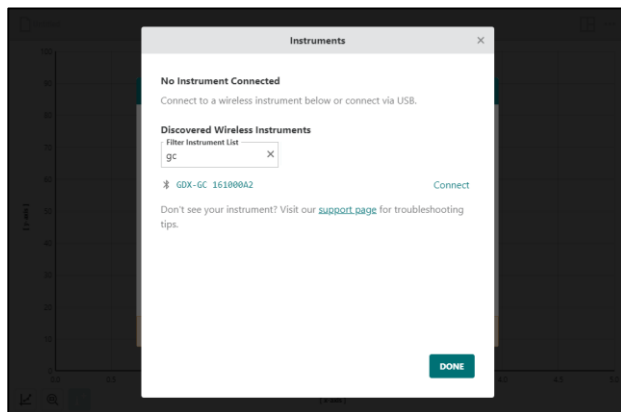 Instruments
No Instrument Connected
Connect to a wireless instrument below or connect via USB.
Discovered Wireless Instruments
Filter Instrument List
gc
GDX-GC 161000A2 Connect
Don't see your instrument? Visit our support page for troubleshooting
tips.
DONE